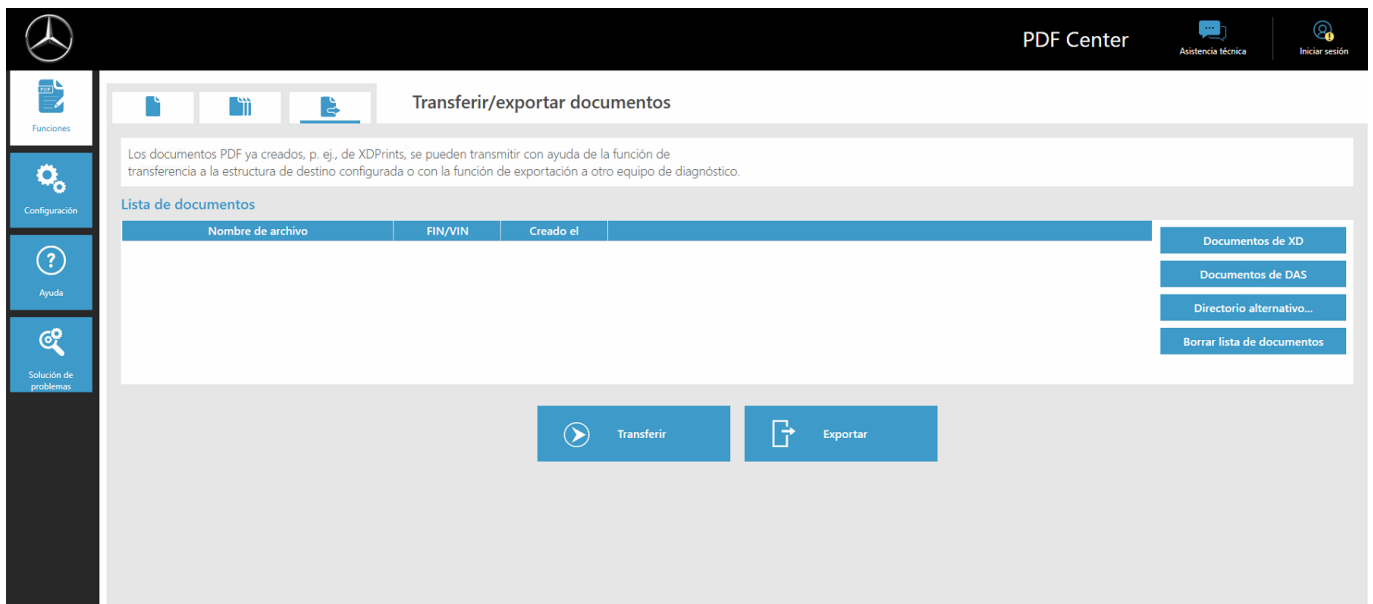 PDF Center
Asistencia técnica
Iniciar sesión
PDF
Funciones
Configuración
Ayuda
Solución de
problemas
Transferir/exportar documentos
Los documentos PDF ya creados, p. ej., de XDPrints, se pueden transmitir con ayuda de la función de
transferencia a la estructura de destino configurada o con la función de exportación a otro equipo de diagnóstico.
Lista de documentos
Nombre de archivo FIN/VIN Creado el
Documentos de XD
Documentos de DAS
Directorio alternativo...
Borrar lista de documentos
Transferir
Exportar